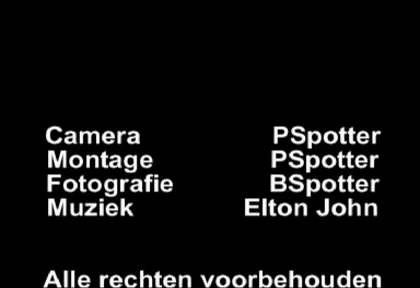 Camera PSpotter
Montage PSpotter
Fotografie BSpotter
Muziek Elton John
Alle rechten voorbehouden